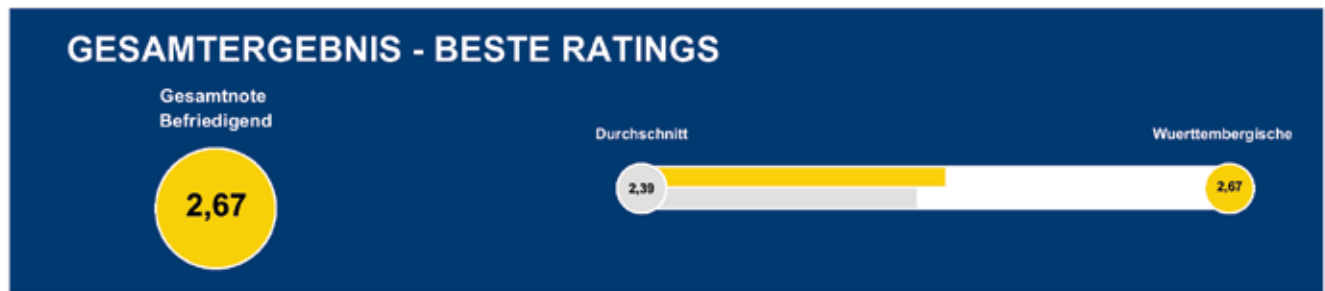 GESAMTERGEBNIS - BESTE RATINGS
Gesamtnote
Befriedigend
2,67
Durchschnitt
Wuerttembergische
2,39
2,67